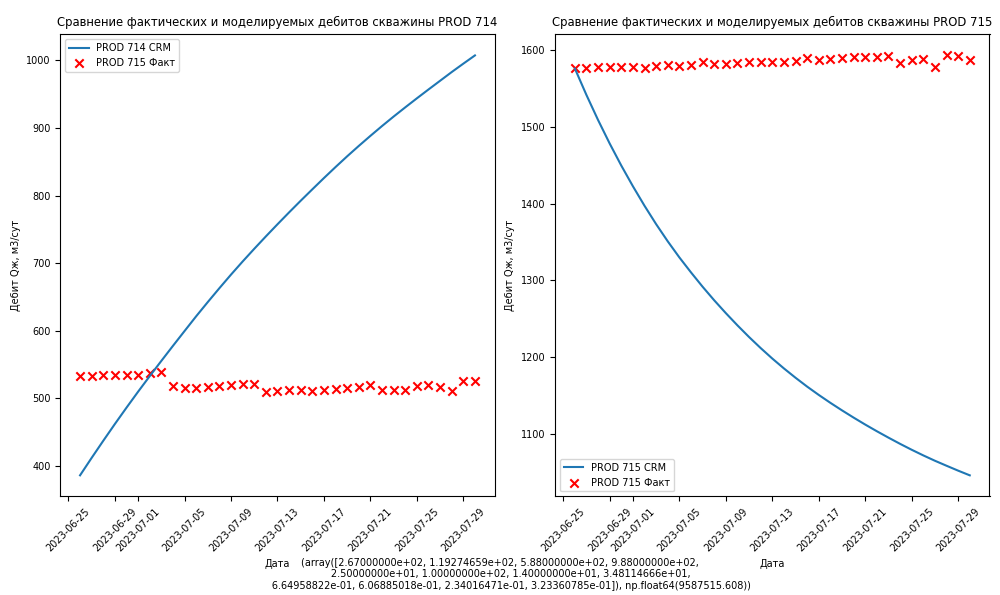 Сравнение фактических и моделируемых дебитов скважины PROD 714
PROD 714 CRM
PROD 715 Факт
Дебит Qж, м3/сут
1000
900
800
700
600
500
400
2023-06-25
2023-06-29
2023-07-01
2023-07-05
2023-07-09
2023-07-13
2023-07-17
2023-07-21
2023-07-25
2023-07-29
Дата
Сравнение фактических и моделируемых дебитов скважины PROD 715
Дебит Qж, м3/сут
1600
1500
1400
1300
1200
1100
PROD 715 CRM
PROD 715 Факт
2023-06-25
2023-06-29
2023-07-01
2023-07-05
2023-07-09
2023-07-13
2023-07-17
2023-07-21
2023-07-25
2023-07-29
Дата
(array([2.67000000e+02, 1.19274659e+02, 5.88000000e+02, 9.88000000e+02,
2.50000000e+01, 1.00000000e+02, 1.40000000e+01, 3.48114666e+01,
6.64958822e-01, 6.06885018e-01, 2.34016471e-01, 3.23360785e-01]), np.float64(9587515.608))